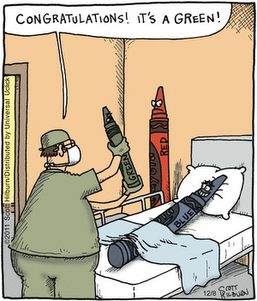 CONGRATULATIONS! IT'S A GREEN!
©2011 Scott Hilburn/Distributed by Universal Uclick
GREEN
RED
BLUE
12/8
SCOTT
HILBURN